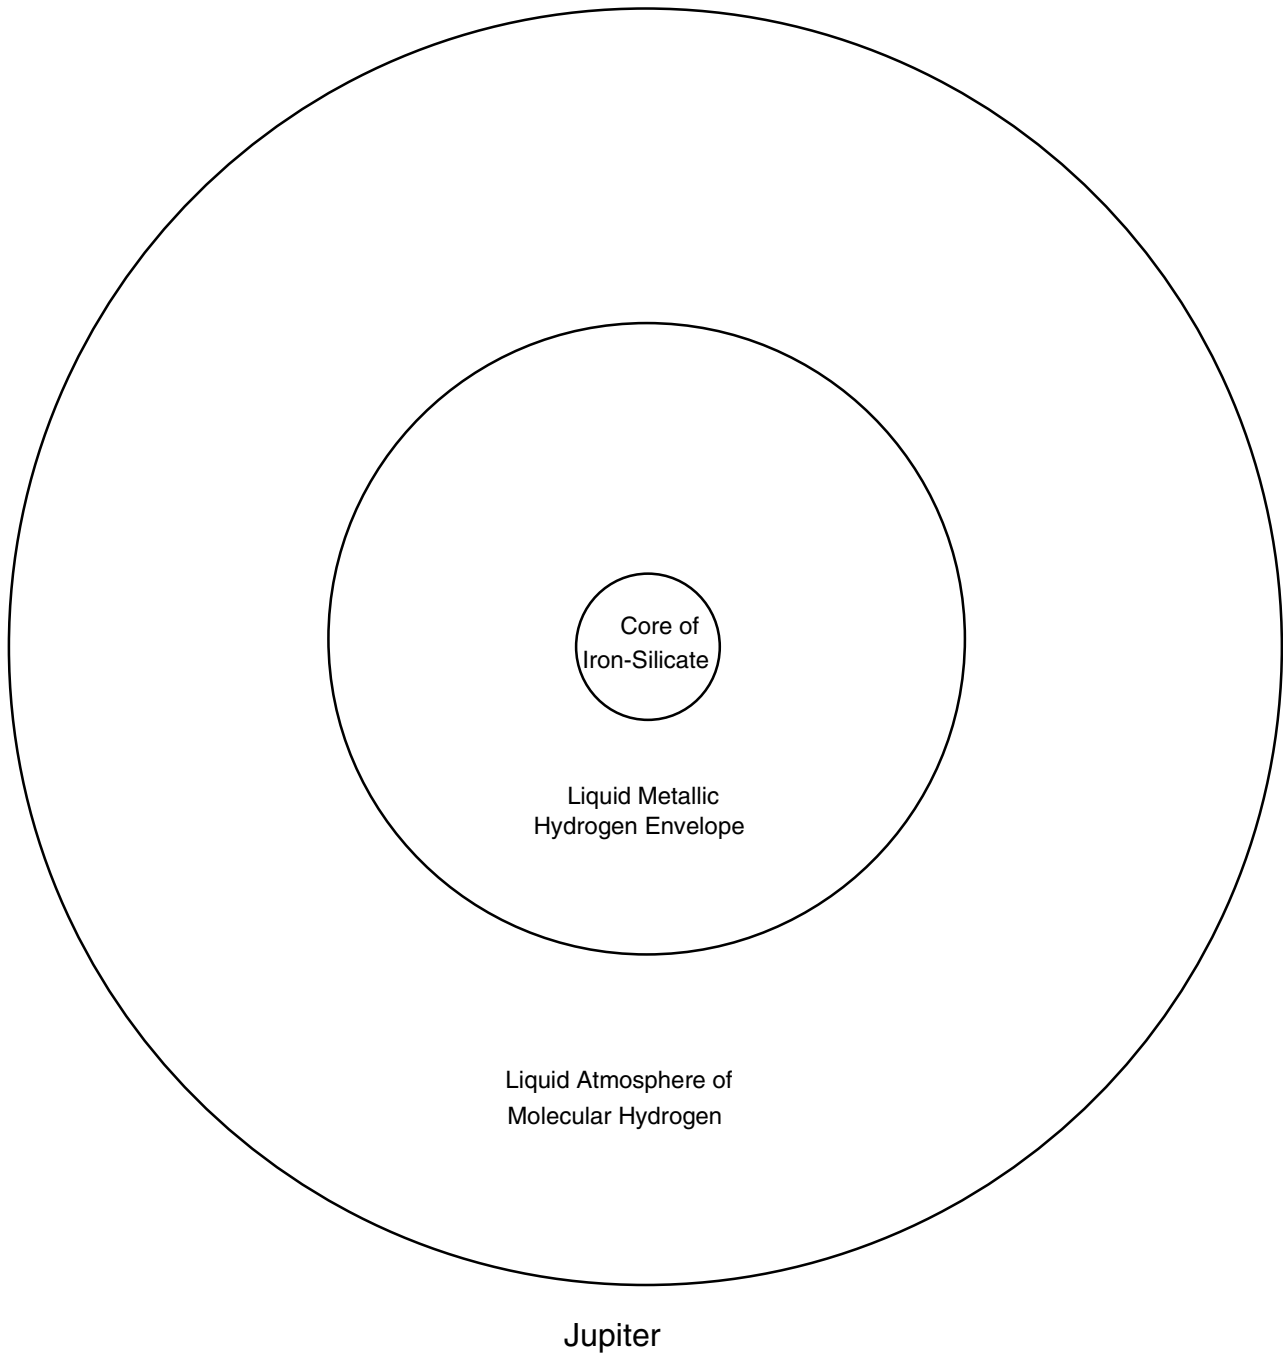 Core of
Iron-Silicate
Liquid Metallic
Hydrogen Envelope
Liquid Atmosphere of
Molecular Hydrogen
Jupiter